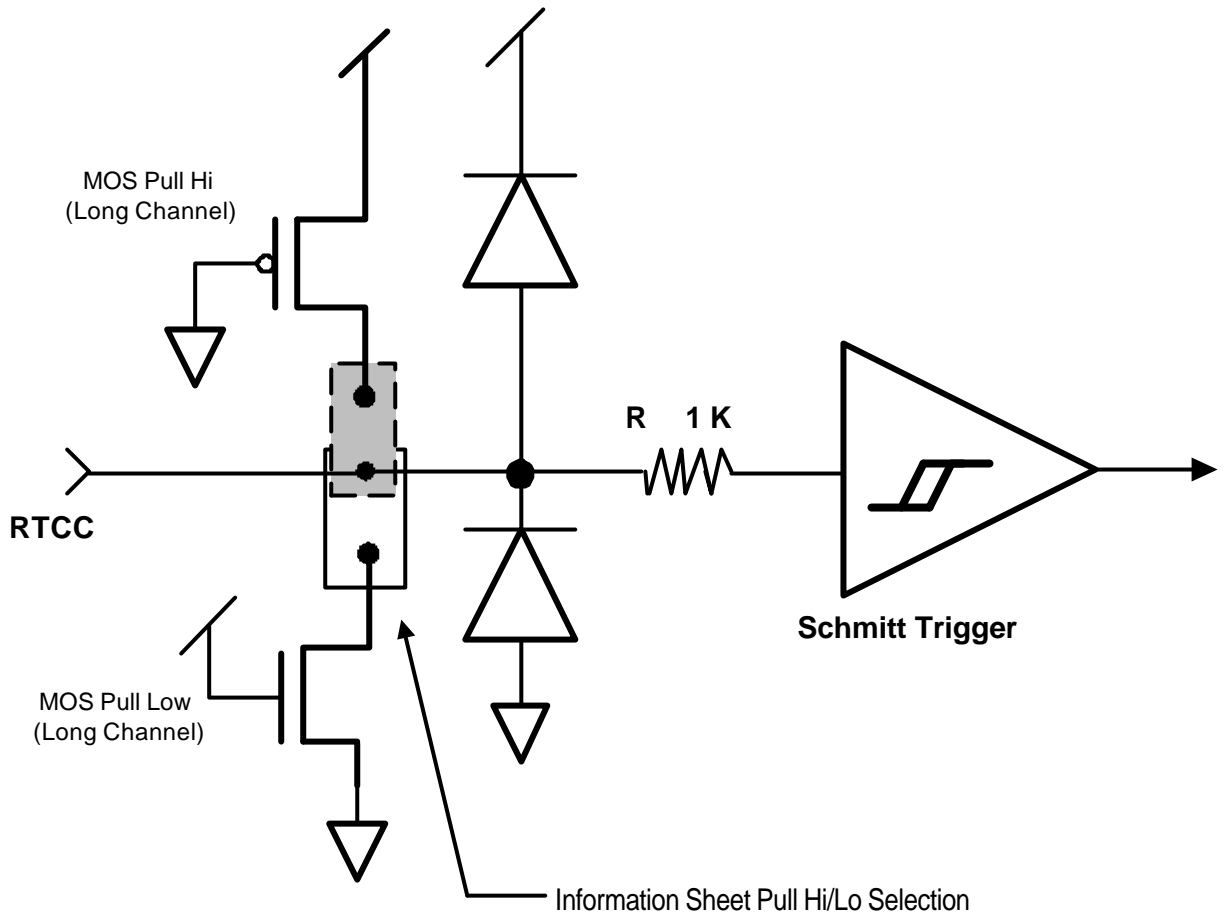 MOS Pull Hi
(Long Channel)
R 1 K
RTCC
Schmitt Trigger
MOS Pull Low
(Long Channel)
Information Sheet Pull Hi/Lo Selection